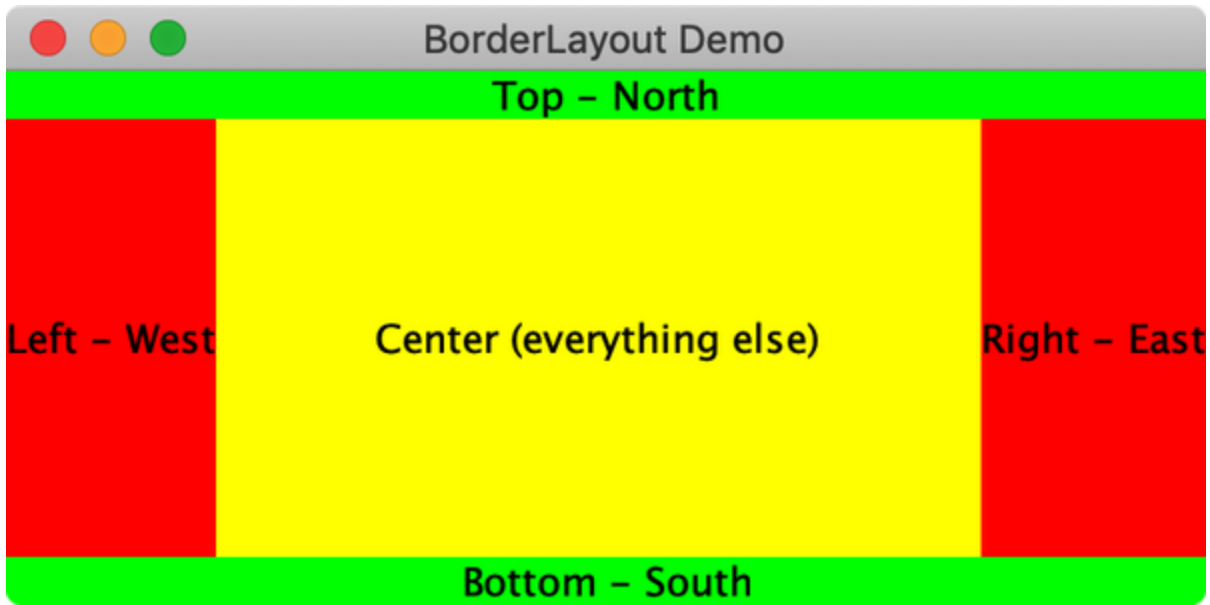 BorderLayout Demo
Top – North
Left – West
Center (everything else)
Right – East
Bottom – South